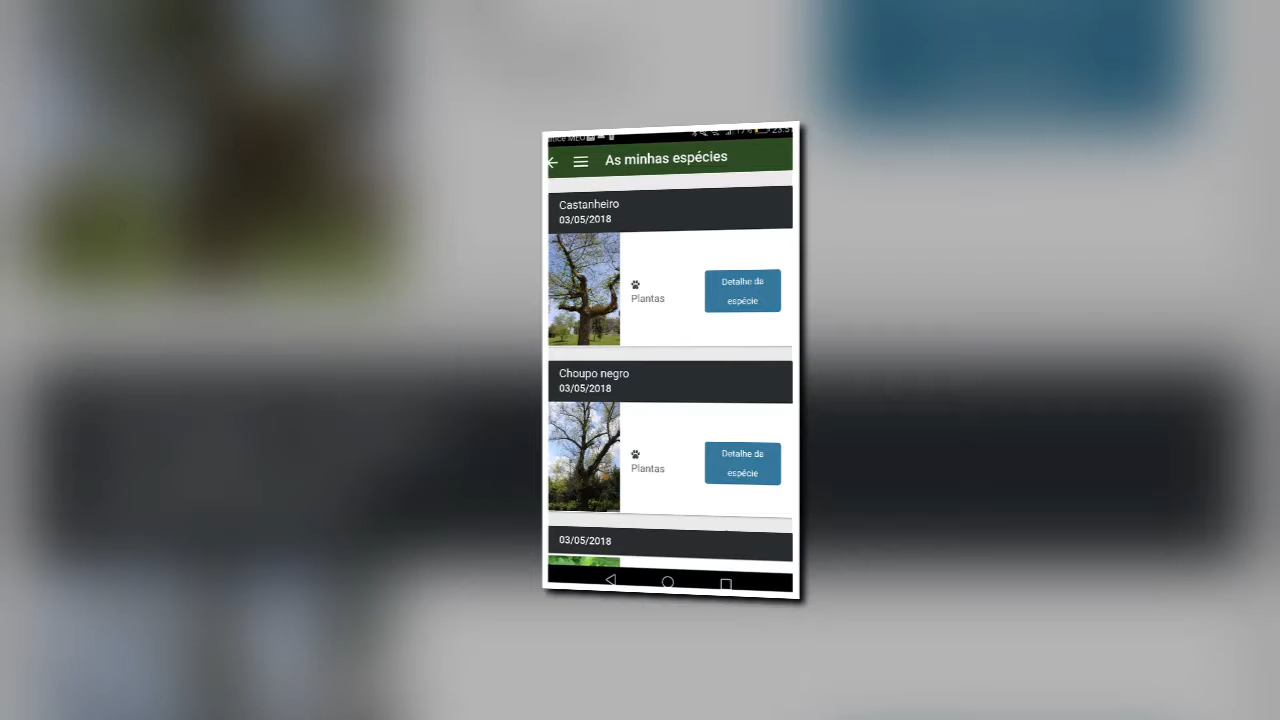 As minhas espécies
Castanheiro
03/05/2018
Plantas
Detalhe da
espécie
Choupo negro
03/05/2018
Plantas
Detalhe da
espécie
03/05/2018